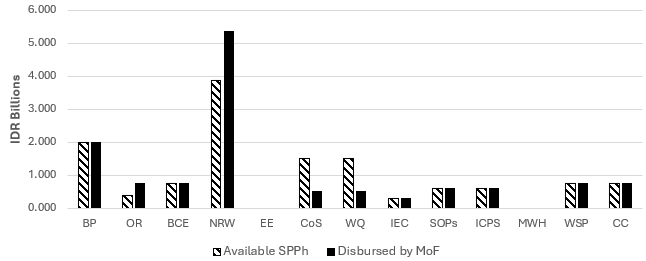 6.000
5.000
4.000
3.000
2.000
1.000
0.000
IDR Billions
BP OR BCE NRW EE CoS WQ IEC SOPs ICPS MWH WSP CC
Available SPPh Disbursed by MoF